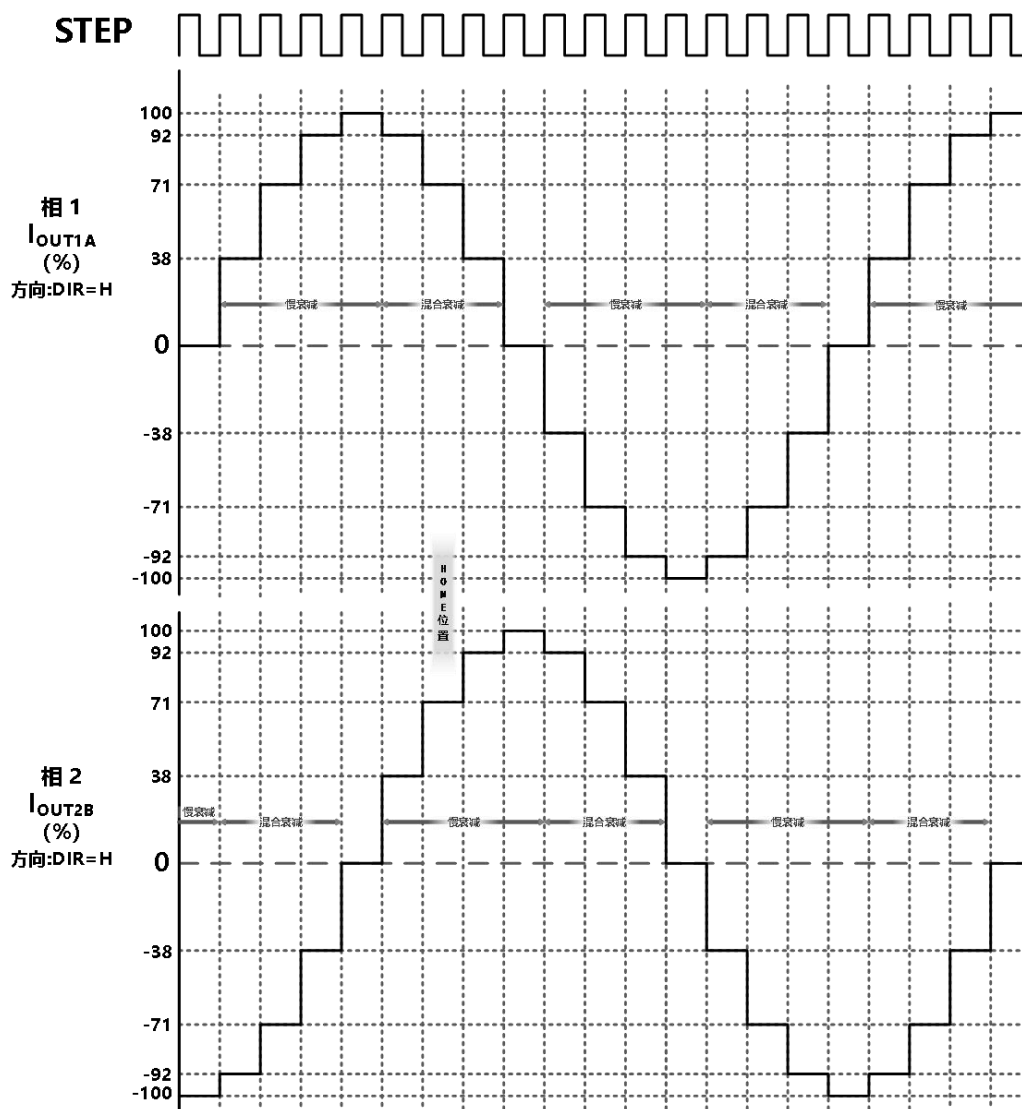 STEP
100
92
71
38
0
-38
-71
-92
-100
相 1
IOUT1A
(%)
方向:DIR=H
慢衰减
混合衰减
慢衰减
混合衰减
慢衰减
HOME位置
100
92
71
38
0
-38
-71
-92
-100
相 2
IOUT2B
(%)
方向:DIR=H
慢衰减
混合衰减
慢衰减
混合衰减
慢衰减
混合衰减